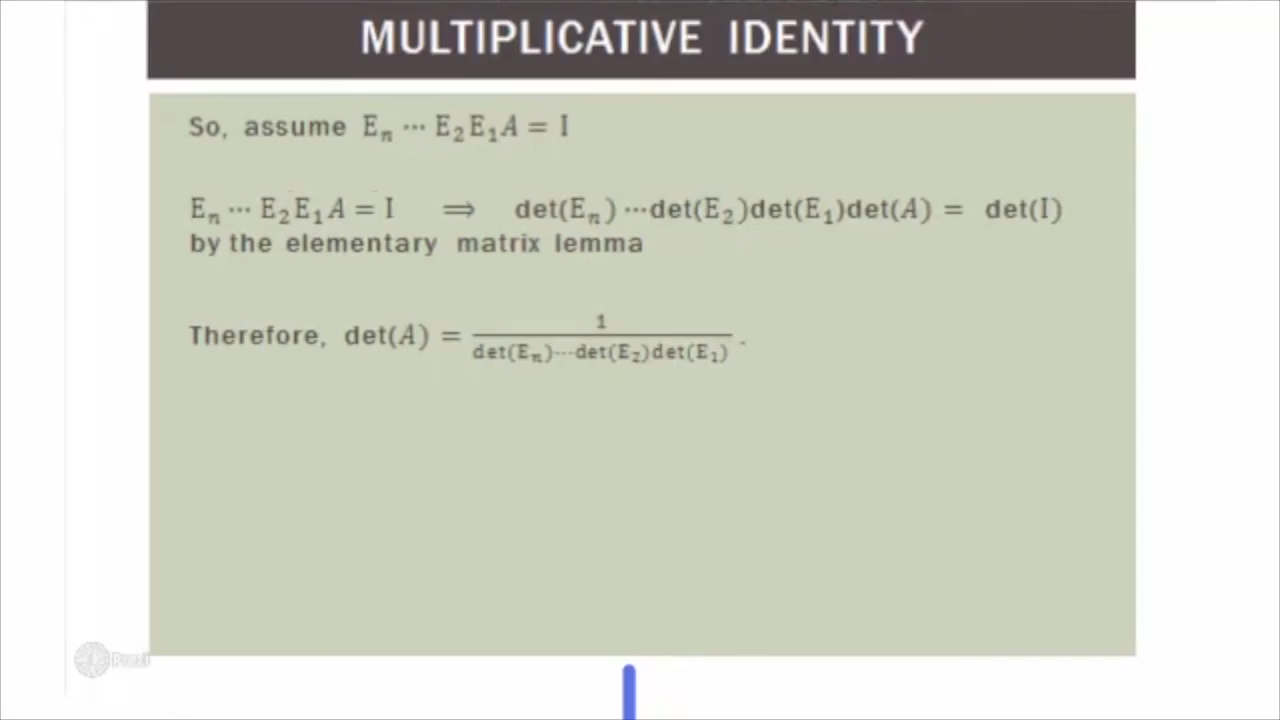 MULTIPLICATIVE IDENTITY
So, assume Eₙ ⋯ E₂E₁A = I
Eₙ ⋯ E₂E₁A = I ⟹ det(Eₙ) ⋯det(E₂)det(E₁)det(A) = det(I)
by the elementary matrix lemma
Therefore, det(A) = 1/(det(Eₙ)⋯det(E₂)det(E₁)) .
Prezi